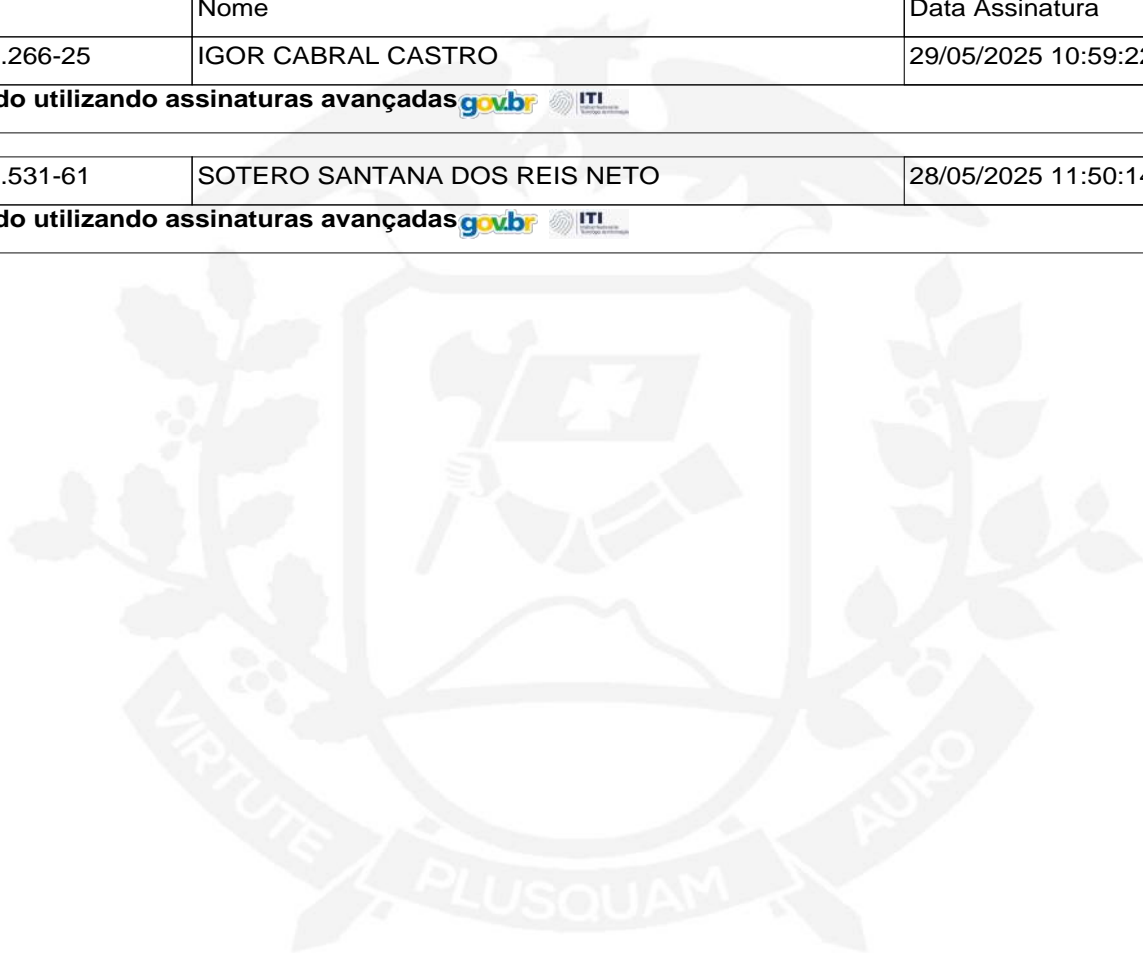 Nome Data Assinatura
.266-25 IGOR CABRAL CASTRO 29/05/2025 10:59:22
do utilizando assinaturas avançadas gov.br ITI
.531-61 SOTERO SANTANA DOS REIS NETO 28/05/2025 11:50:14
do utilizando assinaturas avançadas gov.br ITI
VIRTUTE PLUSQUAM AURO